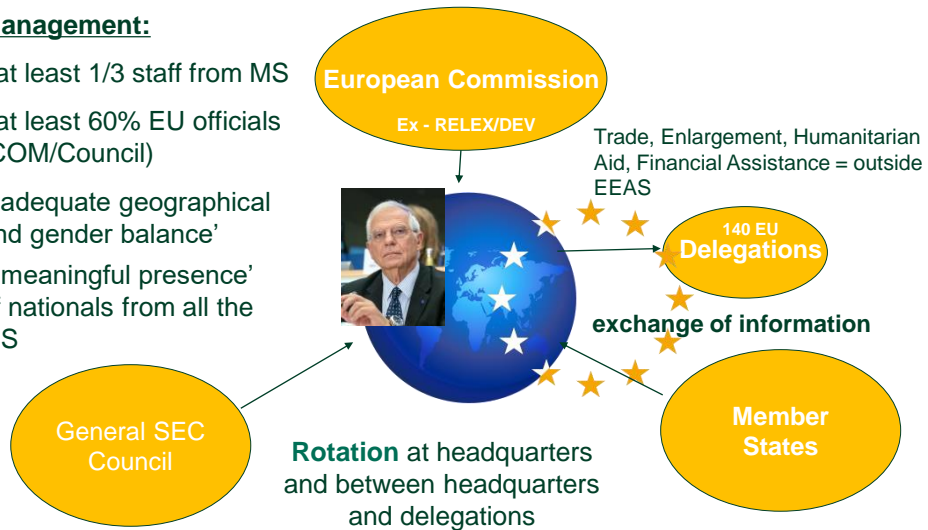 anagement:
at least 1/3 staff from MS
at least 60% EU officials
COM/Council)
adequate geographical
nd gender balance’
meaningful presence’
f nationals from all the
S
European Commission
Ex - RELEX/DEV
Trade, Enlargement, Humanitarian
Aid, Financial Assistance = outside
EEAS
140 EU
Delegations
exchange of information
General SEC
Council
Member
States
Rotation at headquarters
and between headquarters
and delegations